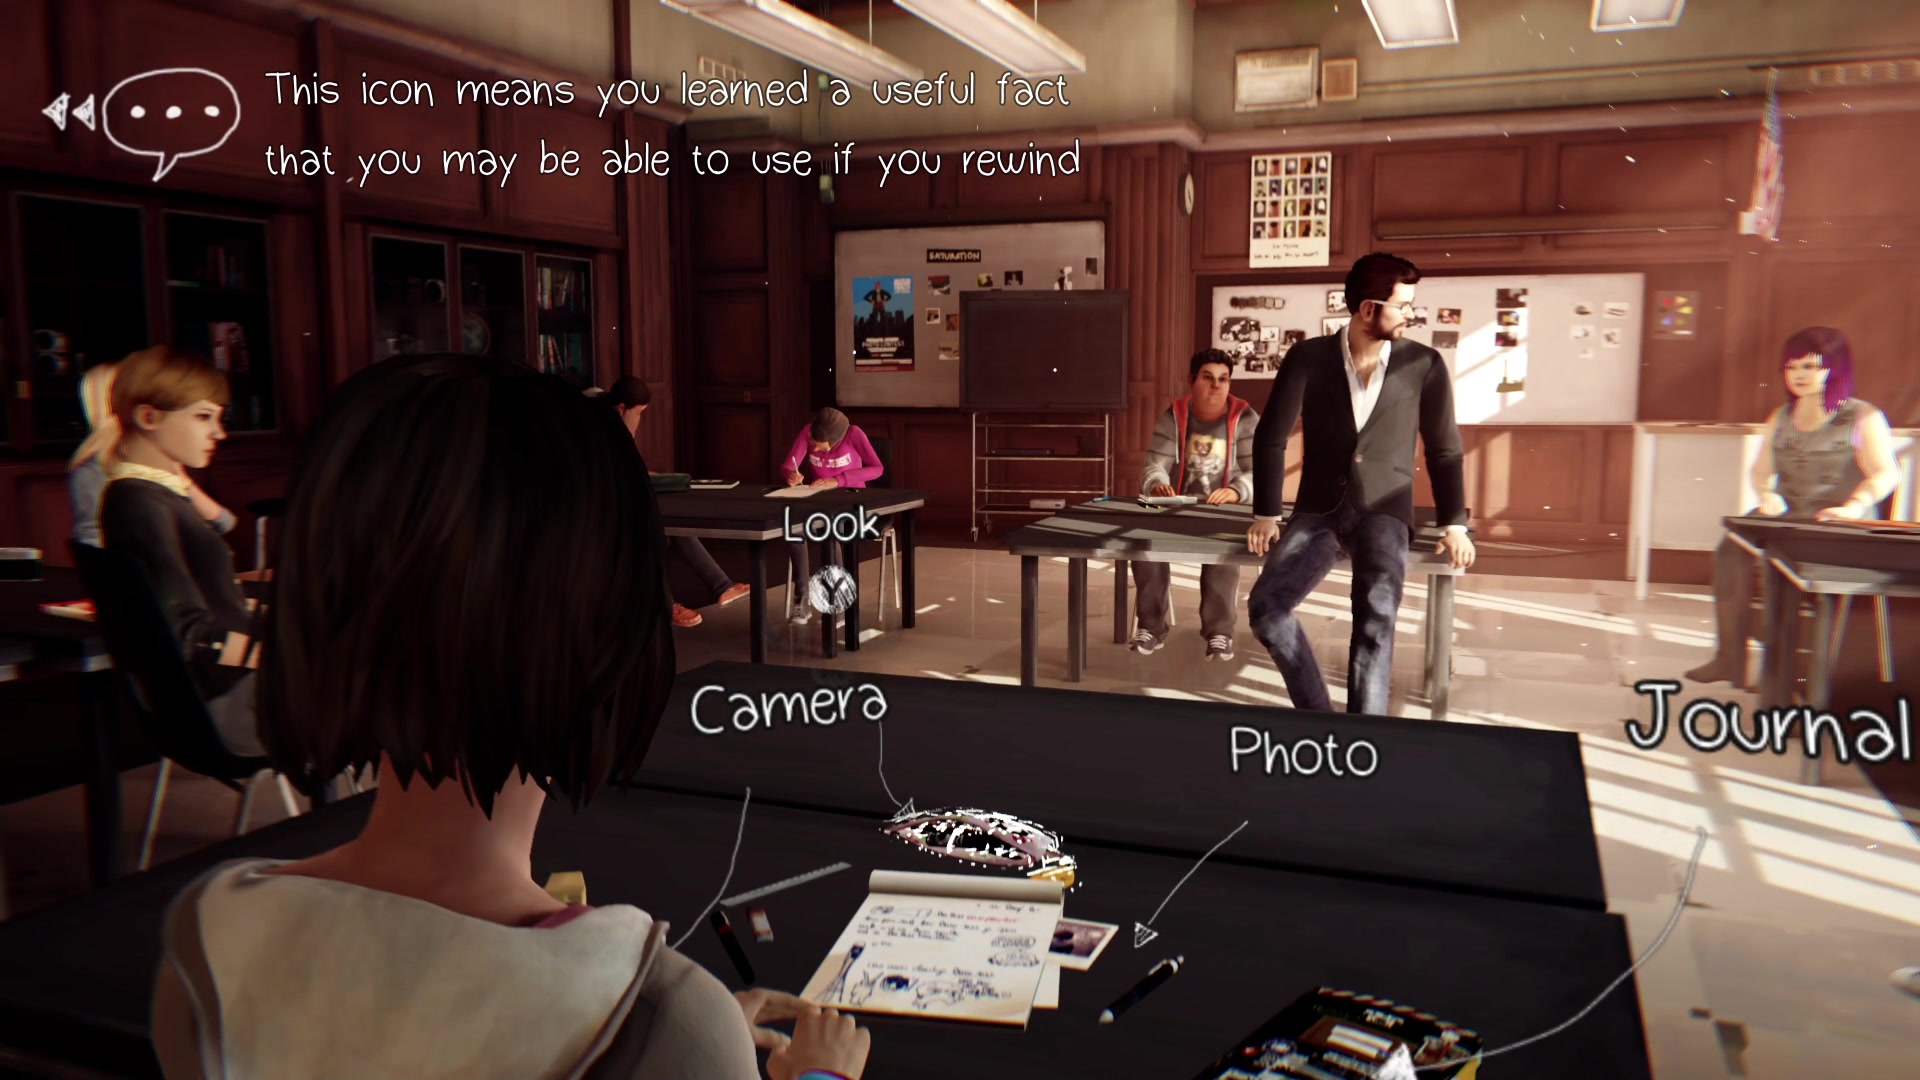 This icon means you learned a useful fact
that you may be able to use if you rewind
SATURATION
Look
Y
Camera
Photo
Journal